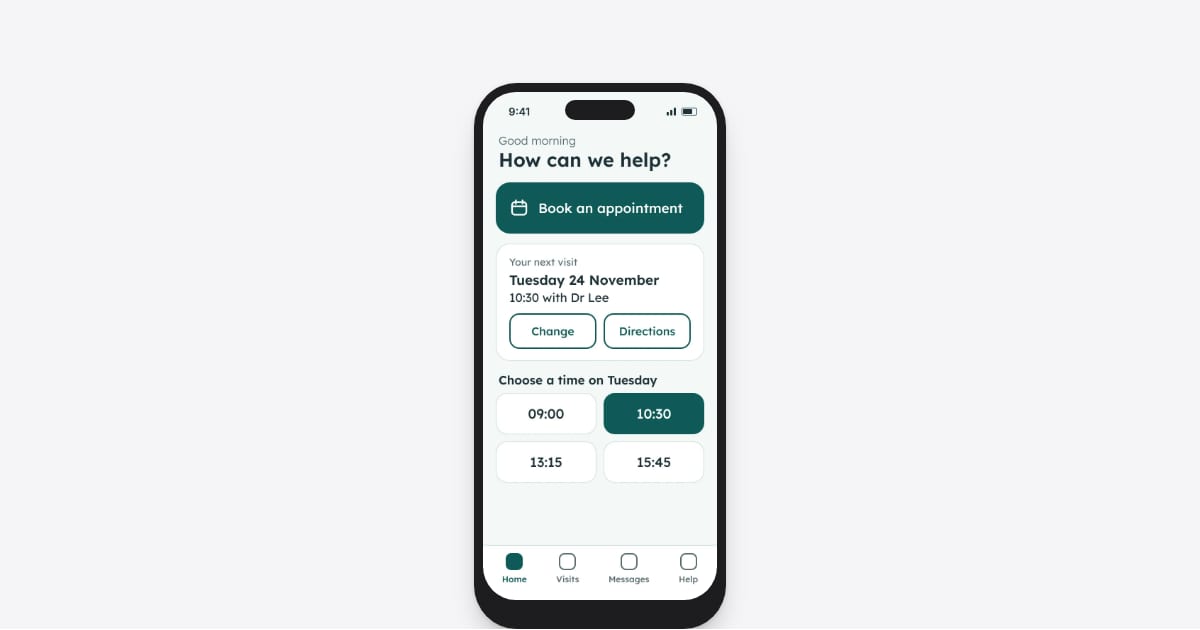 9:41
Good morning
How can we help?
Book an appointment
Your next visit
Tuesday 24 November
10:30 with Dr Lee
Change
Directions
Choose a time on Tuesday
09:00
10:30
13:15
15:45
Home
Visits
Messages
Help